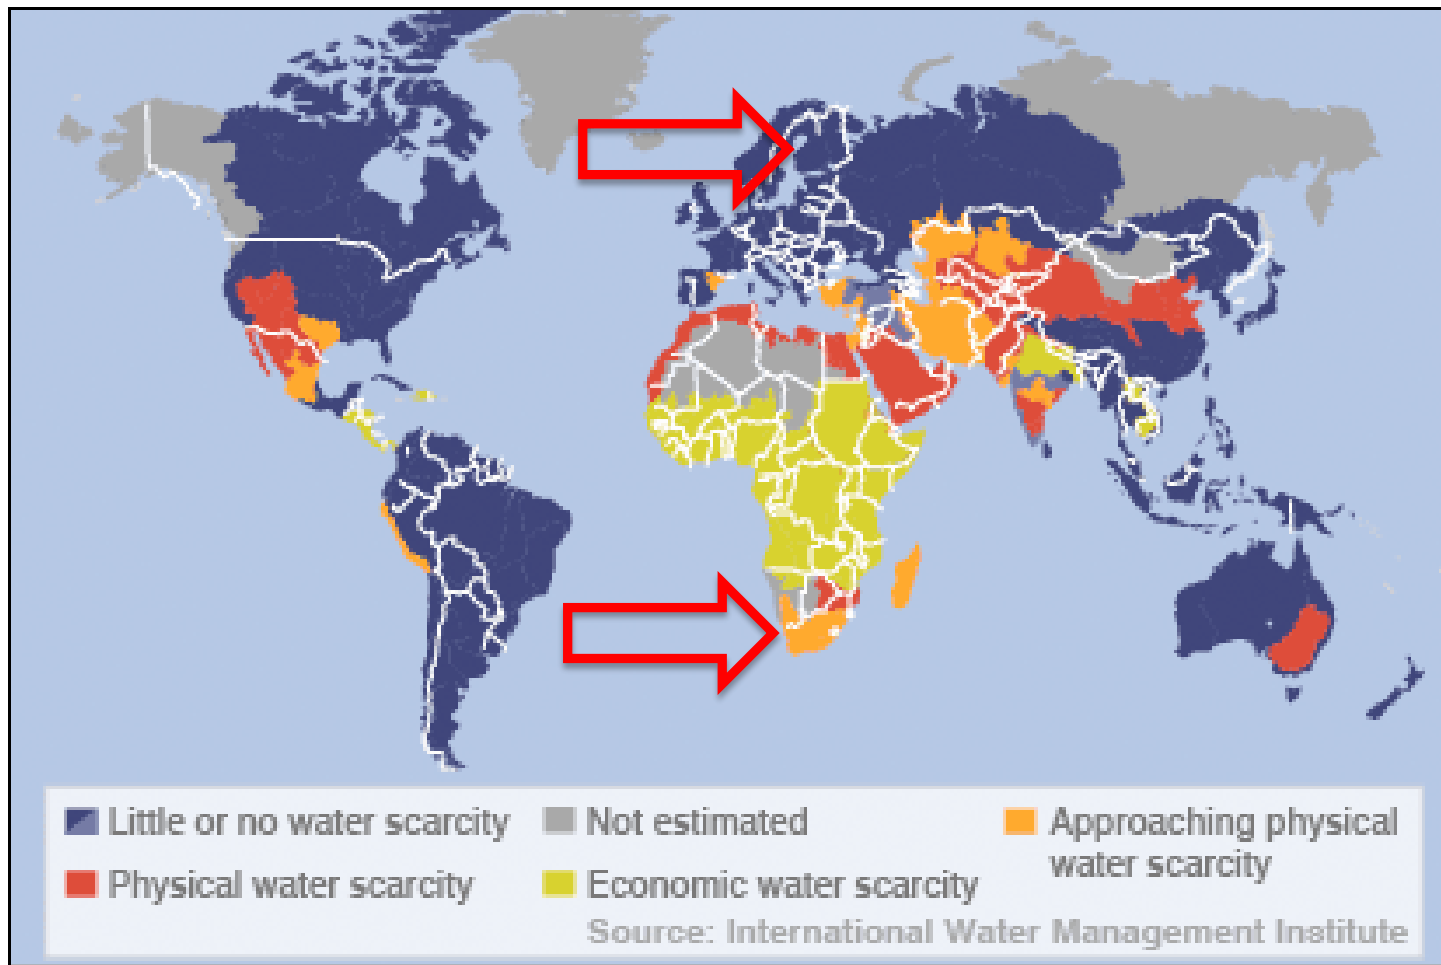 Little or no water scarcity
Not estimated
Approaching physical
water scarcity
Physical water scarcity
Economic water scarcity
Source: International Water Management Institute